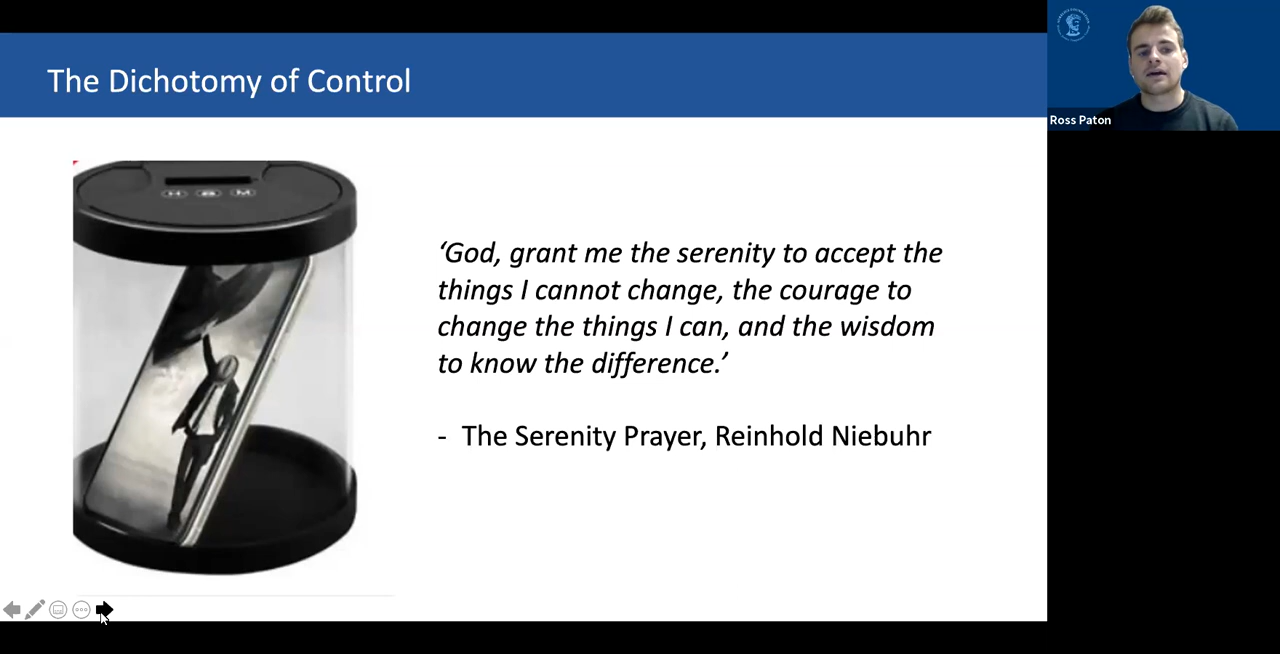 The Dichotomy of Control
Ross Paton
H M
‘God, grant me the serenity to accept the
things I cannot change, the courage to
change the things I can, and the wisdom
to know the difference.’
- The Serenity Prayer, Reinhold Niebuhr